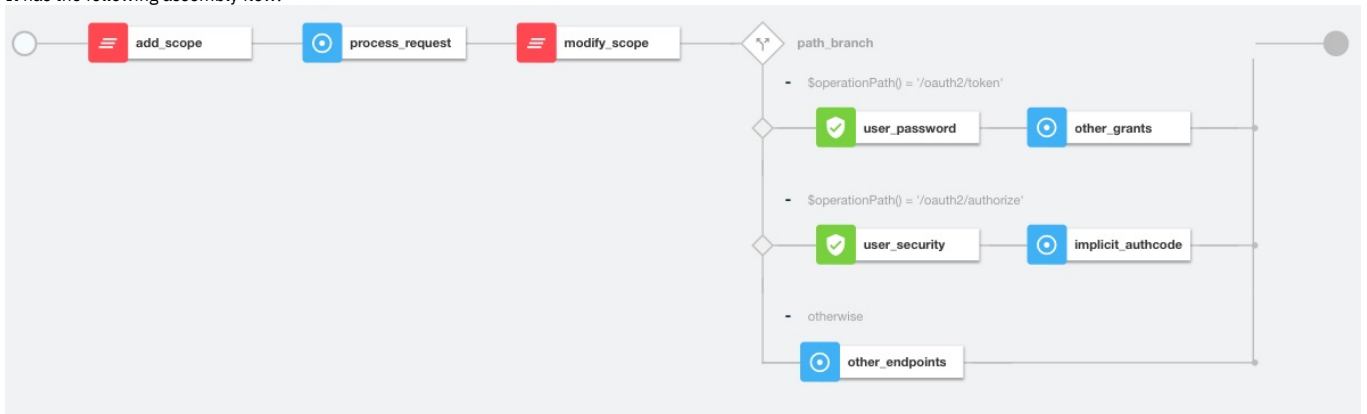 add_scope process_request modify_scope path_branch
- $operationPath() = '/oauth2/token'
user_password other_grants
- $operationPath() = '/oauth2/authorize'
user_security implicit_authcode
- otherwise
other_endpoints